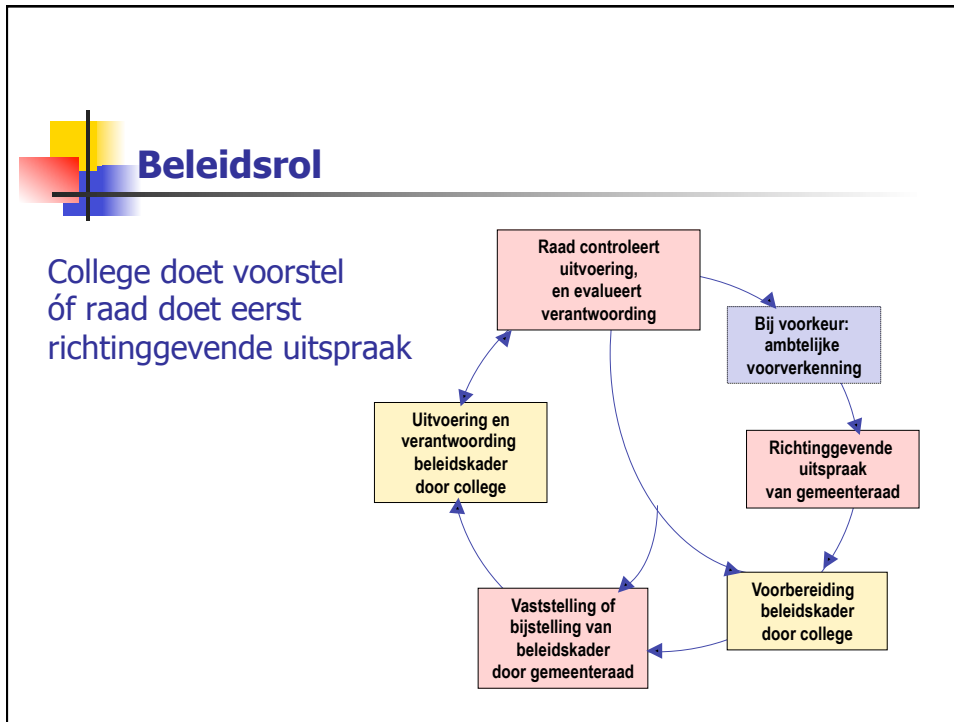 Beleidsrol
College doet voorstel
óf raad doet eerst
richtinggevende uitspraak
Raad controleert
uitvoering,
en evalueert
verantwoording
Bij voorkeur:
ambtelijke
voorverkenning
Richtinggevende
uitspraak
van gemeenteraad
Voorbereiding
beleidskader
door college
Vaststelling of
bijstelling van
beleidskader
door gemeenteraad
Uitvoering en
verantwoording
beleidskader
door college